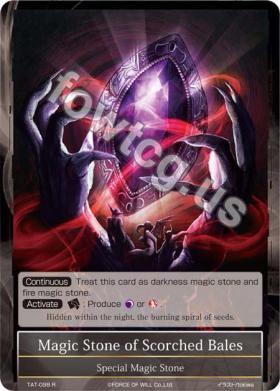 fowtcg.us
Continuous Treat this card as darkness magic stone and
fire magic stone.
Activate : Produce or .
Hidden within the night, the burning spiral of seeds.
Magic Stone of Scorched Bales
Special Magic Stone
TAT-098 R
©FORCE OF WILL Co.,Ltd.